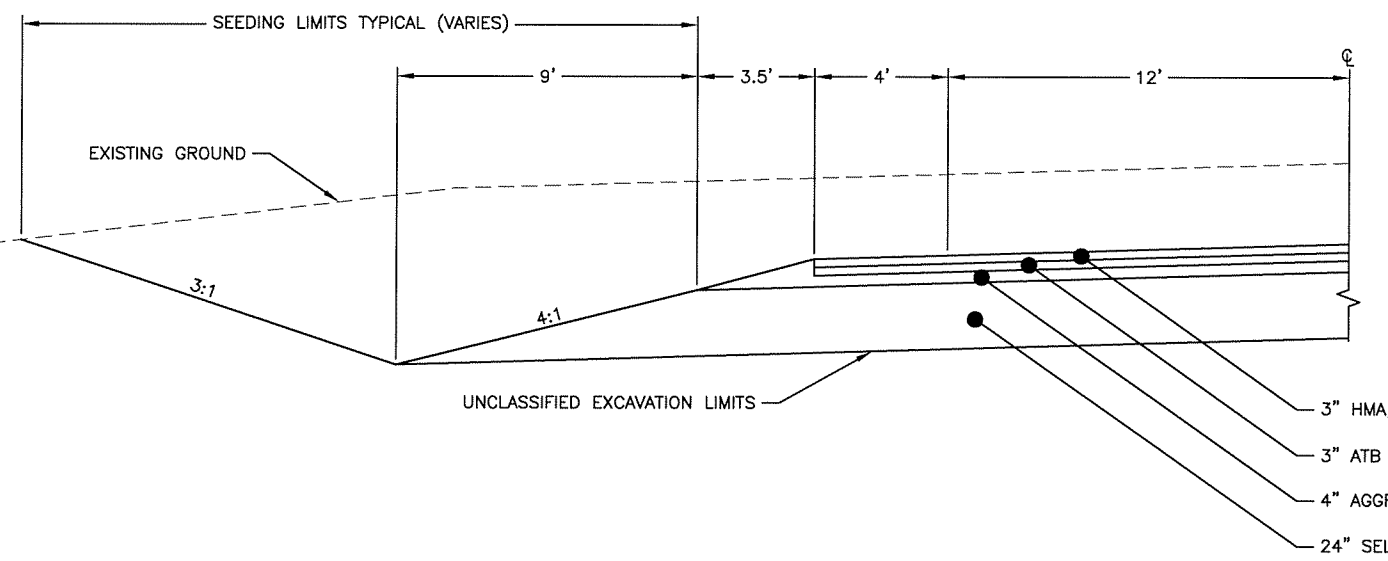 SEEDING LIMITS TYPICAL (VARIES)
℄
9'
3.5'
4'
12'
EXISTING GROUND
3:1
4:1
UNCLASSIFIED EXCAVATION LIMITS
3" HMA,
3" ATB
4" AGGR
24" SEL